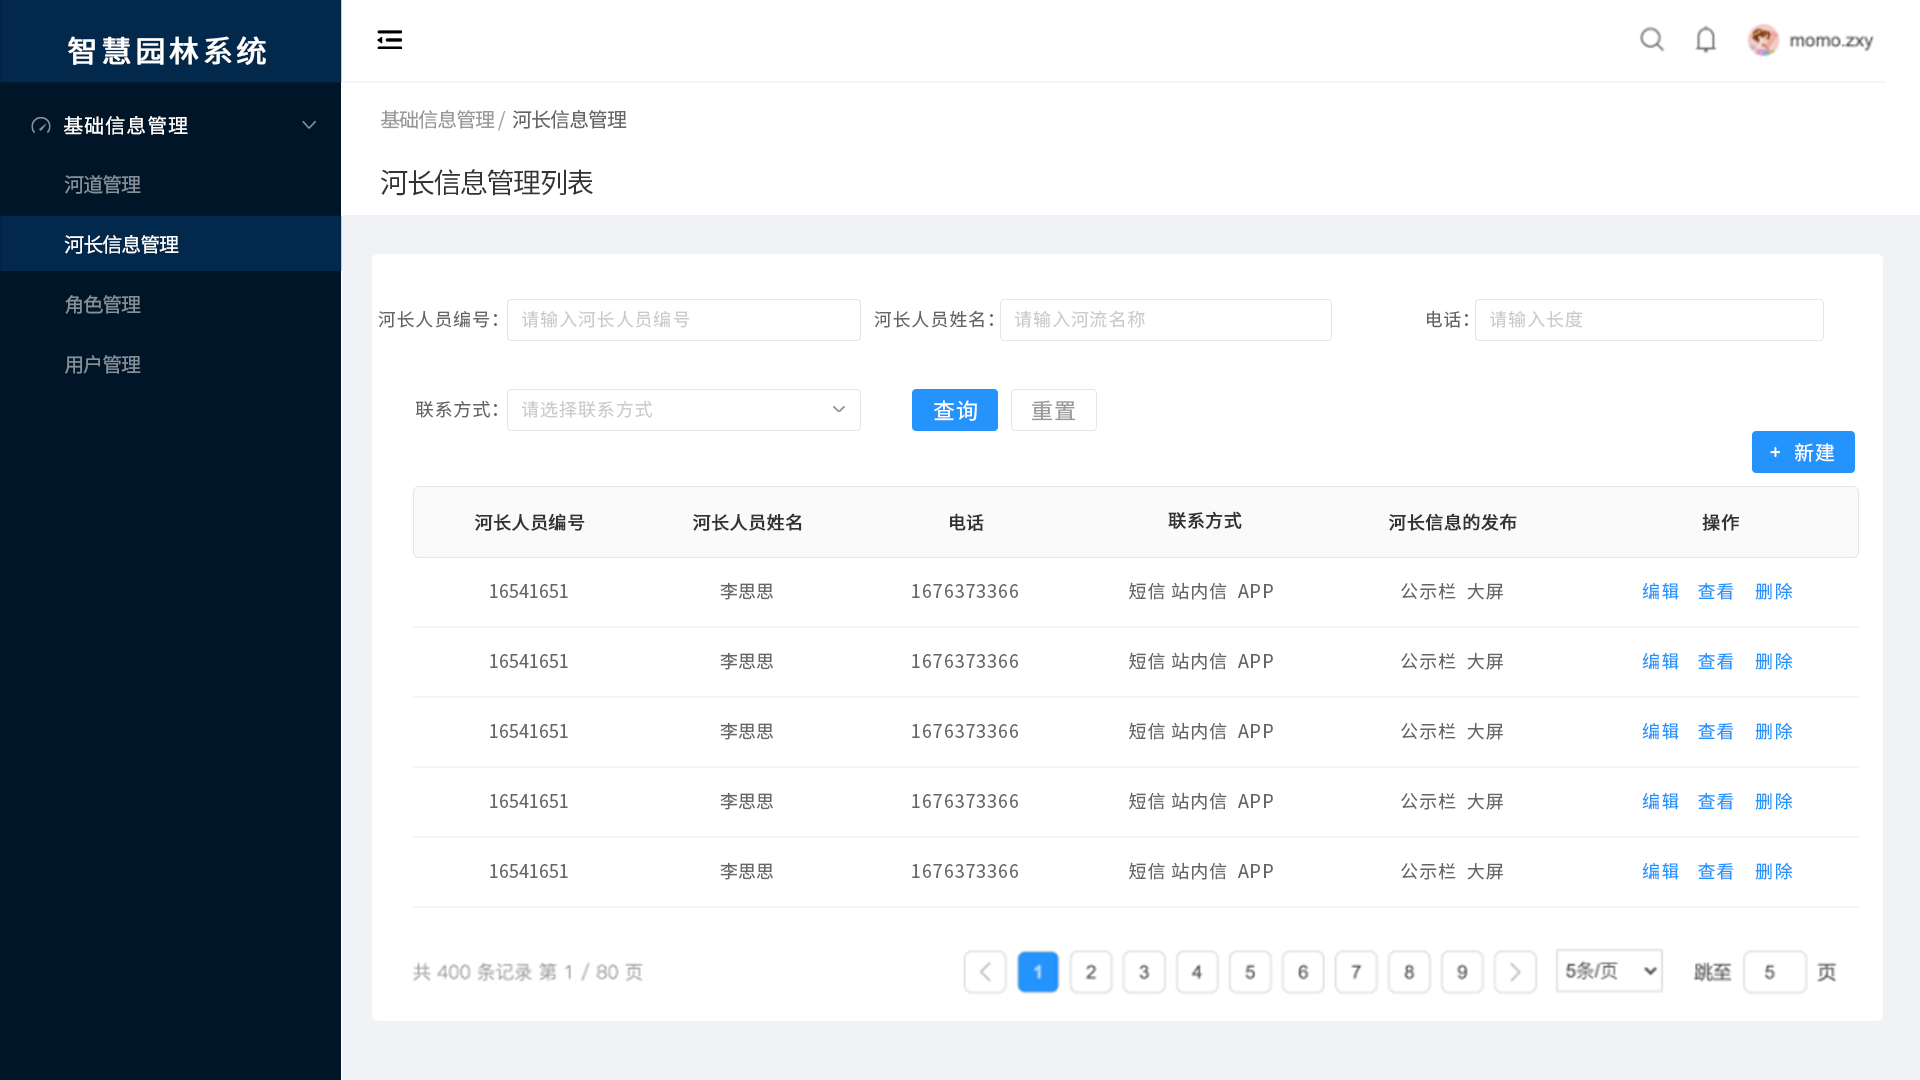 智慧园林系统
momo.zxy
基础信息管理
河道管理
河长信息管理
角色管理
用户管理
基础信息管理/ 河长信息管理
河长信息管理列表
河长人员编号： 请输入河长人员编号 河长人员姓名： 请输入河流名称 电话： 请输入长度
联系方式： 请选择联系方式 查询 重置
+ 新建
河长人员编号 河长人员姓名 电话 联系方式 河长信息的发布 操作
16541651 李思思 1676373366 短信 站内信 APP 公示栏 大屏 编辑 查看 删除
16541651 李思思 1676373366 短信 站内信 APP 公示栏 大屏 编辑 查看 删除
16541651 李思思 1676373366 短信 站内信 APP 公示栏 大屏 编辑 查看 删除
16541651 李思思 1676373366 短信 站内信 APP 公示栏 大屏 编辑 查看 删除
16541651 李思思 1676373366 短信 站内信 APP 公示栏 大屏 编辑 查看 删除
共 400 条记录 第 1 / 80 页 1 2 3 4 5 6 7 8 9 5条/页 跳至 5 页